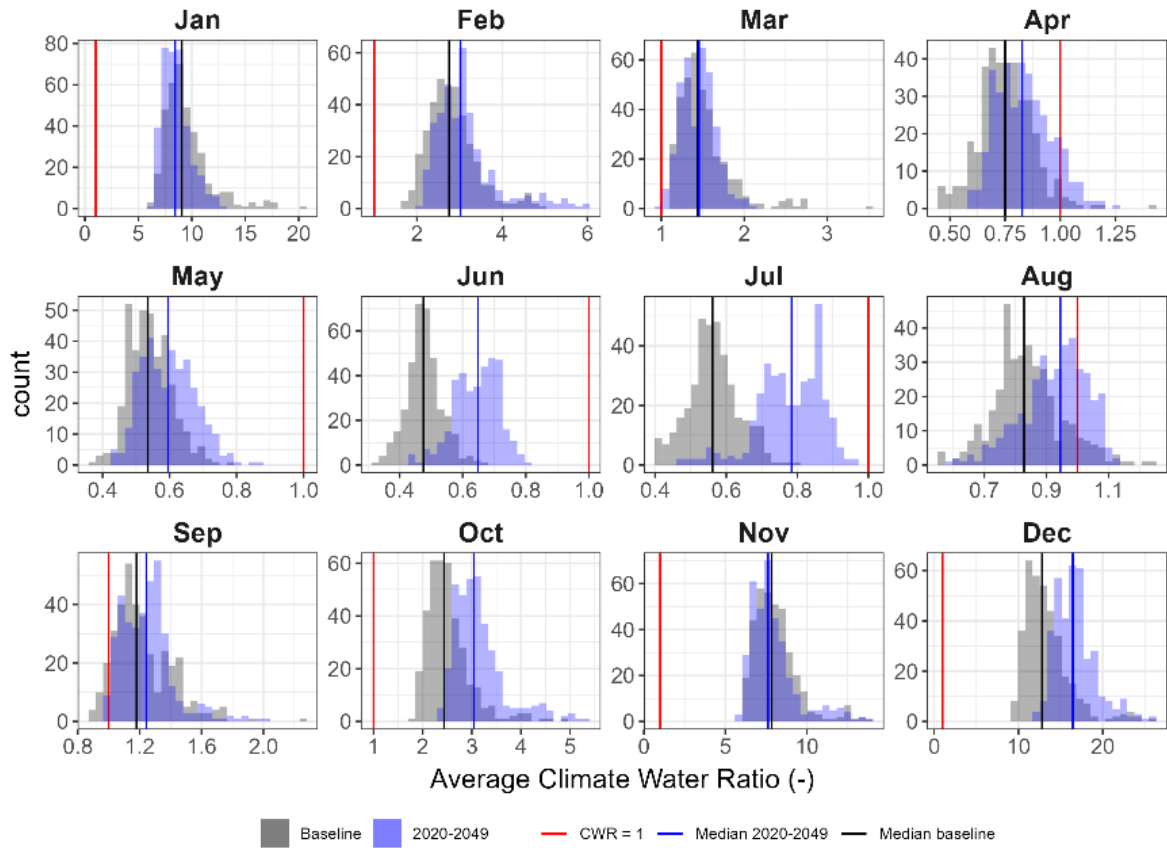 Jan Feb Mar Apr
80
60
40
20
0
0 5 10 15 20
60
40
20
0
2 4 6
60
40
20
0
1 2 3
40
30
20
10
0
0.50 0.75 1.00 1.25
May Jun Jul Aug
50
40
30
20
10
0
0.4 0.6 0.8 1.0
60
40
20
0
0.4 0.6 0.8 1.0
40
20
0
0.4 0.6 0.8 1.0
40
30
20
10
0
0.7 0.9 1.1
count
Sep Oct Nov Dec
40
20
0
0.8 1.2 1.6 2.0
60
40
20
0
1 2 3 4 5
60
40
20
0
0 5 10
60
40
20
0
0 10 20
Average Climate Water Ratio (-)
Baseline 2020-2049 CWR = 1 Median 2020-2049 Median baseline